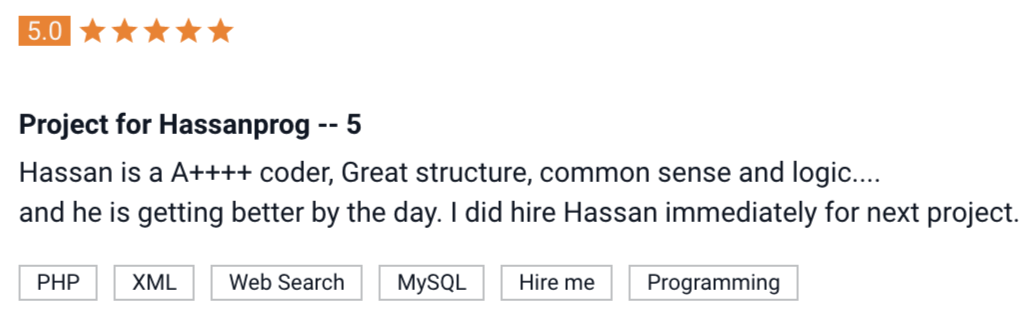 5.0
Project for Hassanprog -- 5
Hassan is a A++++ coder, Great structure, common sense and logic....
and he is getting better by the day. I did hire Hassan immediately for next project.
PHP XML Web Search MySQL Hire me Programming